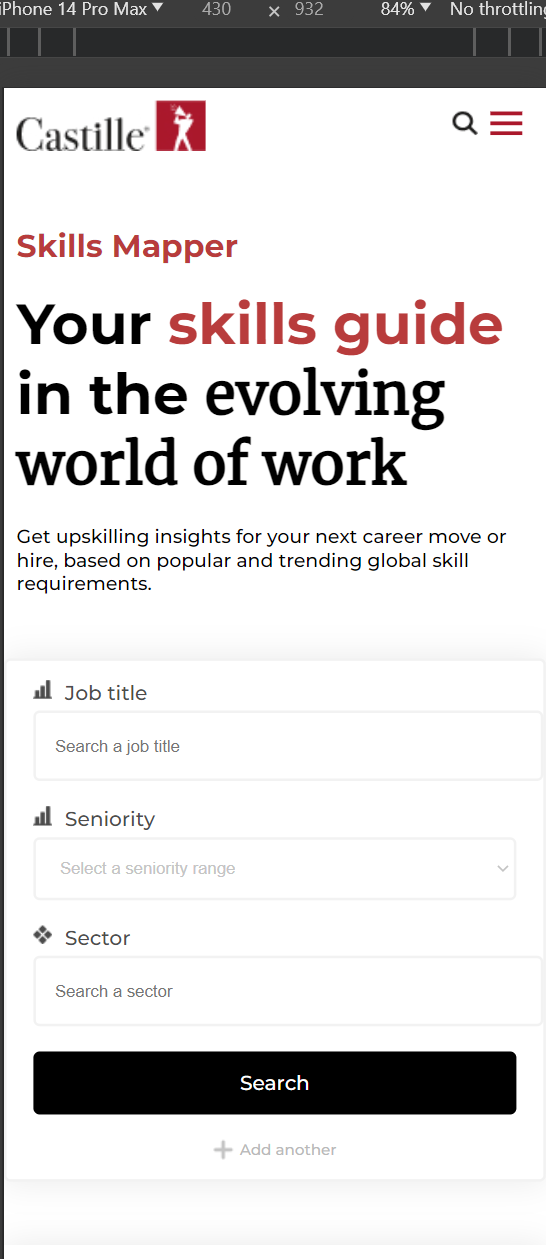 iPhone 14 Pro Max 430 × 932 84% No throttling
Castille®
Skills Mapper
Your skills guide
in the evolving
world of work
Get upskilling insights for your next career move or
hire, based on popular and trending global skill
requirements.
Job title
Search a job title
Seniority
Select a seniority range
Sector
Search a sector
Search
Add another